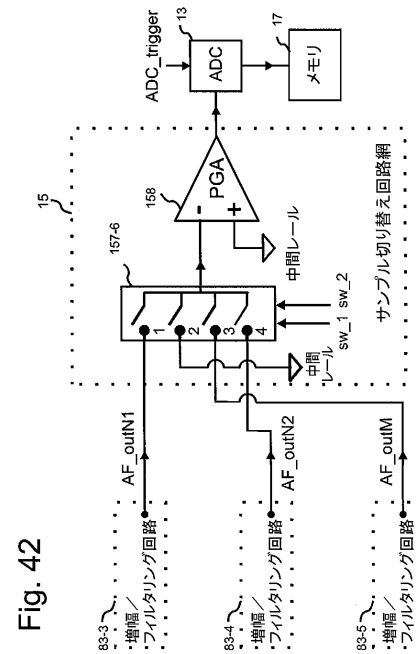 Fig. 42
83-3
増幅/
フィルタリング回路
AF_outN1
83-4
増幅/
フィルタリング回路
AF_outN2
83-5
増幅/
フィルタリング回路
AF_outM
15
157-6
1
2
3
4
中間
レール
sw_1
sw_2
158
PGA
-
+
中間レール
サンプル切り替え回路網
ADC_trigger
13
ADC
17
メモリ